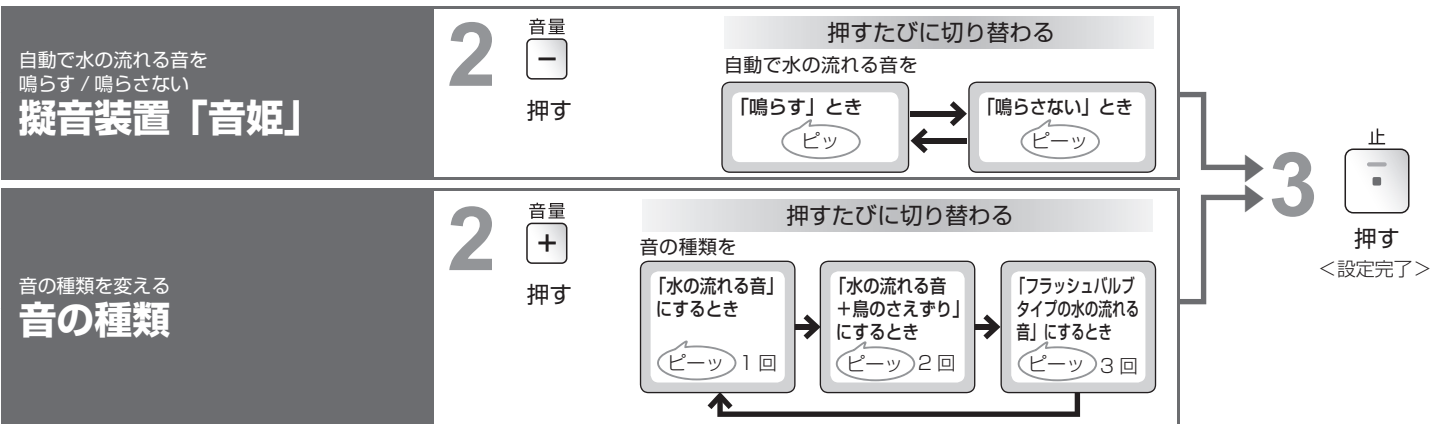 自動で水の流れる音を
鳴らす / 鳴らさない
擬音装置「音姫」
2
音量
−
押す
押すたびに切り替わる
自動で水の流れる音を
「鳴らす」とき
ピッ
「鳴らさない」とき
ピーッ
音の種類を変える
音の種類
2
音量
+
押す
押すたびに切り替わる
音の種類を
「水の流れる音」
にするとき
ピーッ 1回
「水の流れる音
+鳥のさえずり」
にするとき
ピーッ 2回
「フラッシュバルブ
タイプの水の流れる
音」にするとき
ピーッ 3回
3
止
押す
<設定完了>